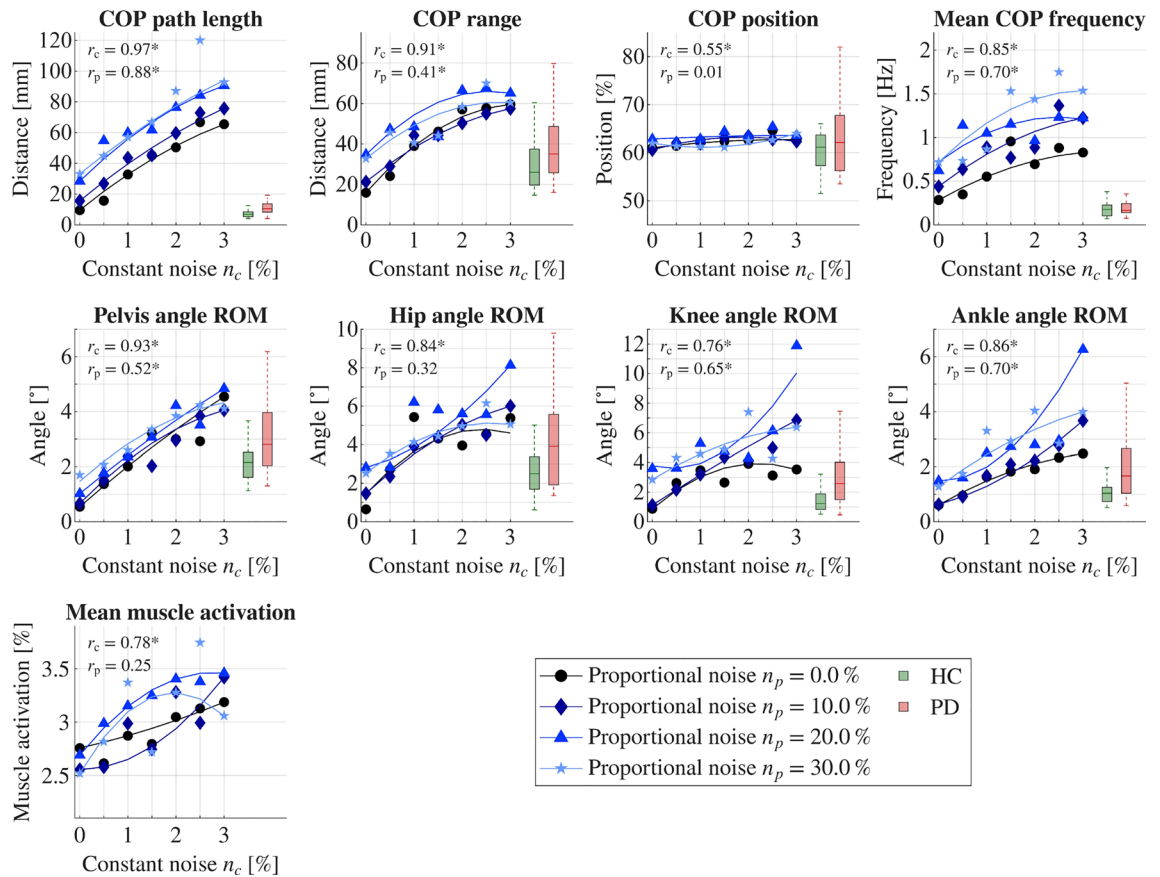 COP path length
COP range
COP position
Mean COP frequency
Distance [mm]
120
100
80
60
40
20
0
r_c = 0.97*
r_p = 0.88*
0 1 2 3
Constant noise n_c [%]
Distance [mm]
80
60
40
20
0
r_c = 0.91*
r_p = 0.41*
0 1 2 3
Constant noise n_c [%]
Position [%]
80
70
60
50
r_c = 0.55*
r_p = 0.01
0 1 2 3
Constant noise n_c [%]
Frequency [Hz]
2
1.5
1
0.5
0
r_c = 0.85*
r_p = 0.70*
0 1 2 3
Constant noise n_c [%]
Pelvis angle ROM
Hip angle ROM
Knee angle ROM
Ankle angle ROM
Angle [°]
6
4
2
0
r_c = 0.93*
r_p = 0.52*
0 1 2 3
Constant noise n_c [%]
Angle [°]
10
8
6
4
2
0
r_c = 0.84*
r_p = 0.32
0 1 2 3
Constant noise n_c [%]
Angle [°]
12
10
8
6
4
2
0
r_c = 0.76*
r_p = 0.65*
0 1 2 3
Constant noise n_c [%]
Angle [°]
6
4
2
0
r_c = 0.86*
r_p = 0.70*
0 1 2 3
Constant noise n_c [%]
Mean muscle activation
Muscle activation [%]
3.5
3
2.5
r_c = 0.78*
r_p = 0.25
0 1 2 3
Constant noise n_c [%]
Proportional noise n_p = 0.0 % HC
Proportional noise n_p = 10.0 % PD
Proportional noise n_p = 20.0 %
Proportional noise n_p = 30.0 %